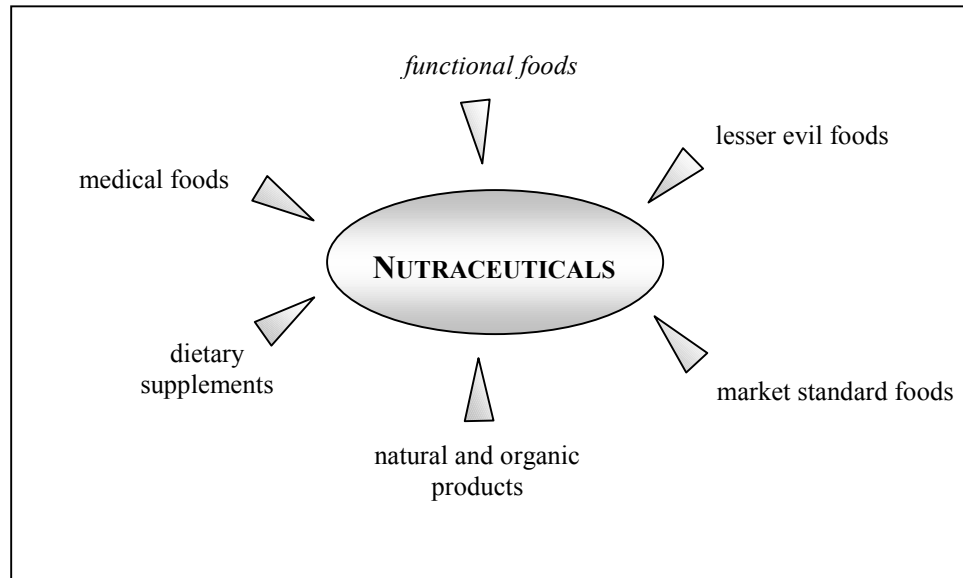 functional foods
lesser evil foods
medical foods
NUTRACEUTICALS
dietary
supplements
market standard foods
natural and organic
products